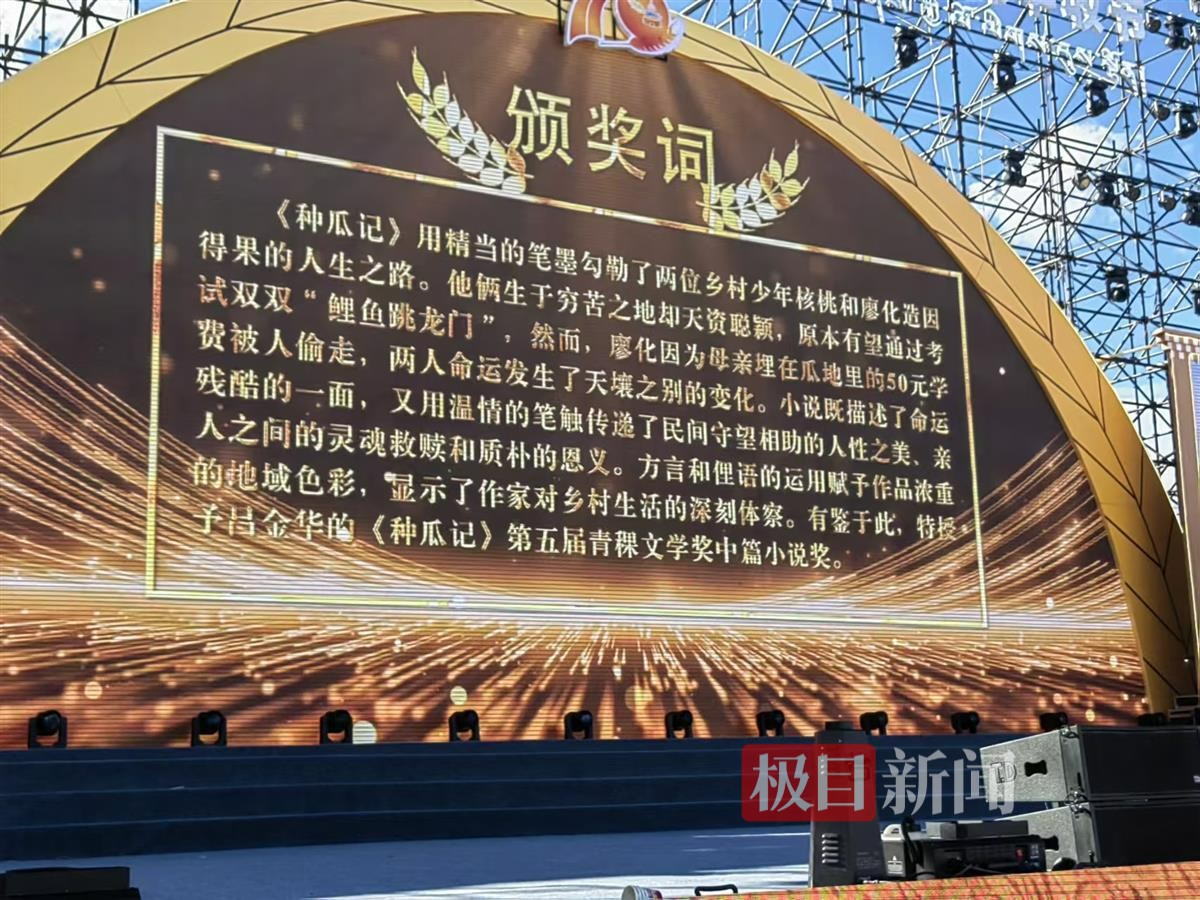 颁奖词
《种瓜记》用精当的笔墨勾勒了两位乡村少年核桃和廖化造因
得果的人生之路。他俩生于穷苦之地却天资聪颖，原本有望通过考
试双双“鲤鱼跳龙门”，然而，廖化因为母亲埋在瓜地里的50元学
费被人偷走，两人命运发生了天壤之别的变化。小说既描述了命运
残酷的一面，又用温情的笔触传递了民间守望相助的人性之美、亲
人之间的灵魂救赎和质朴的恩义。方言和俚语的运用赋予作品浓重
的地域色彩，显示了作家对乡村生活的深刻体察。有鉴于此，特授
予吕金华的《种瓜记》第五届青稞文学奖中篇小说奖。
极目新闻